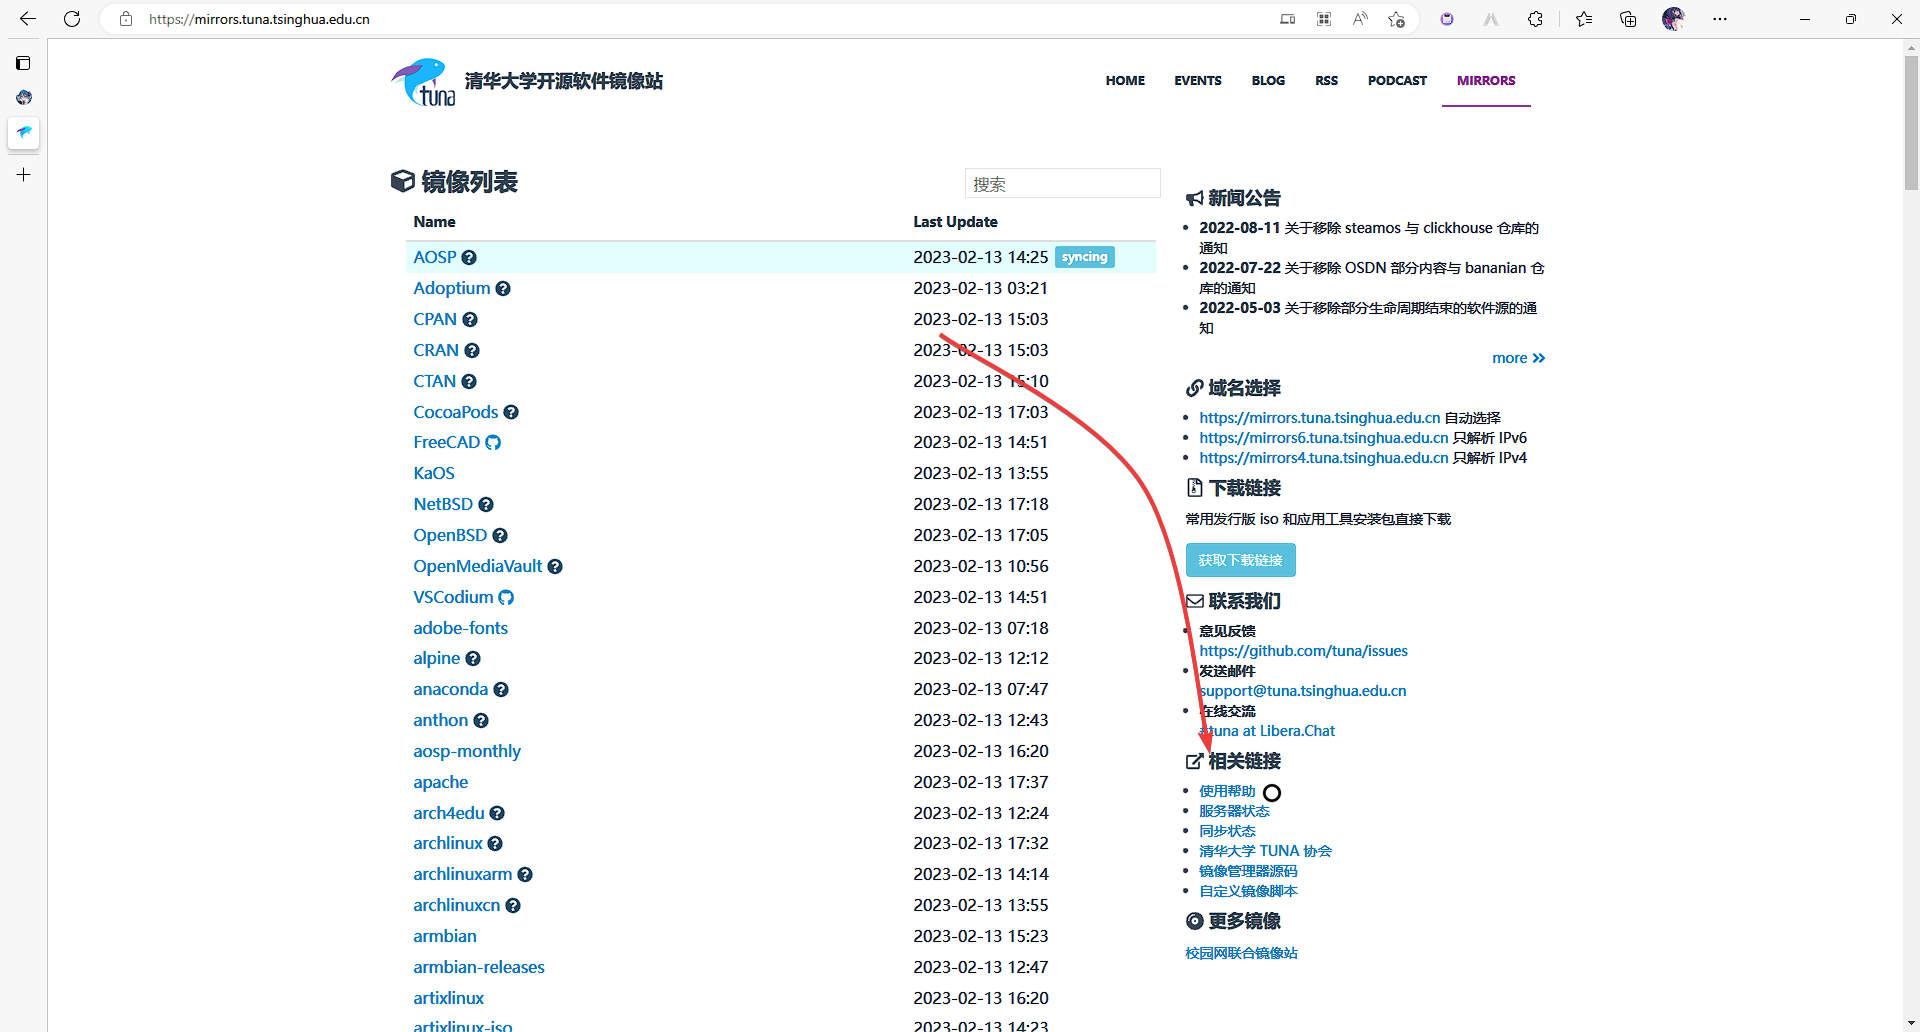 https://mirrors.tuna.tsinghua.edu.cn
tuna
清华大学开源软件镜像站
HOME EVENTS BLOG RSS PODCAST MIRRORS
镜像列表
搜索
Name Last Update
AOSP 2023-02-13 14:25 syncing
Adoptium 2023-02-13 03:21
CPAN 2023-02-13 15:03
CRAN 2023-02-13 15:03
CTAN 2023-02-13 15:10
CocoaPods 2023-02-13 17:03
FreeCAD 2023-02-13 14:51
KaOS 2023-02-13 13:55
NetBSD 2023-02-13 17:18
OpenBSD 2023-02-13 17:05
OpenMediaVault 2023-02-13 10:56
VSCodium 2023-02-13 14:51
adobe-fonts 2023-02-13 07:18
alpine 2023-02-13 12:12
anaconda 2023-02-13 07:47
anthon 2023-02-13 12:43
aosp-monthly 2023-02-13 16:20
apache 2023-02-13 17:37
arch4edu 2023-02-13 12:24
archlinux 2023-02-13 17:32
archlinuxarm 2023-02-13 14:14
archlinuxcn 2023-02-13 13:55
armbian 2023-02-13 15:23
armbian-releases 2023-02-13 12:47
artixlinux 2023-02-13 16:20
artixlinux-iso 2023-02-13 14:23
新闻公告
2022-08-11 关于移除 steamos 与 clickhouse 仓库的
通知
2022-07-22 关于移除 OSDN 部分内容与 bananian 仓
库的通知
2022-05-03 关于移除部分生命周期结束的软件源的通
知
more
域名选择
https://mirrors.tuna.tsinghua.edu.cn 自动选择
https://mirrors6.tuna.tsinghua.edu.cn 只解析 IPv6
https://mirrors4.tuna.tsinghua.edu.cn 只解析 IPv4
下载链接
常用发行版 iso 和应用工具安装包直接下载
获取下载链接
联系我们
意见反馈
https://github.com/tuna/issues
发送邮件
support@tuna.tsinghua.edu.cn
在线交流
#tuna at Libera.Chat
相关链接
使用帮助
服务器状态
同步状态
清华大学 TUNA 协会
镜像管理器源码
自定义镜像脚本
更多镜像
校园网联合镜像站